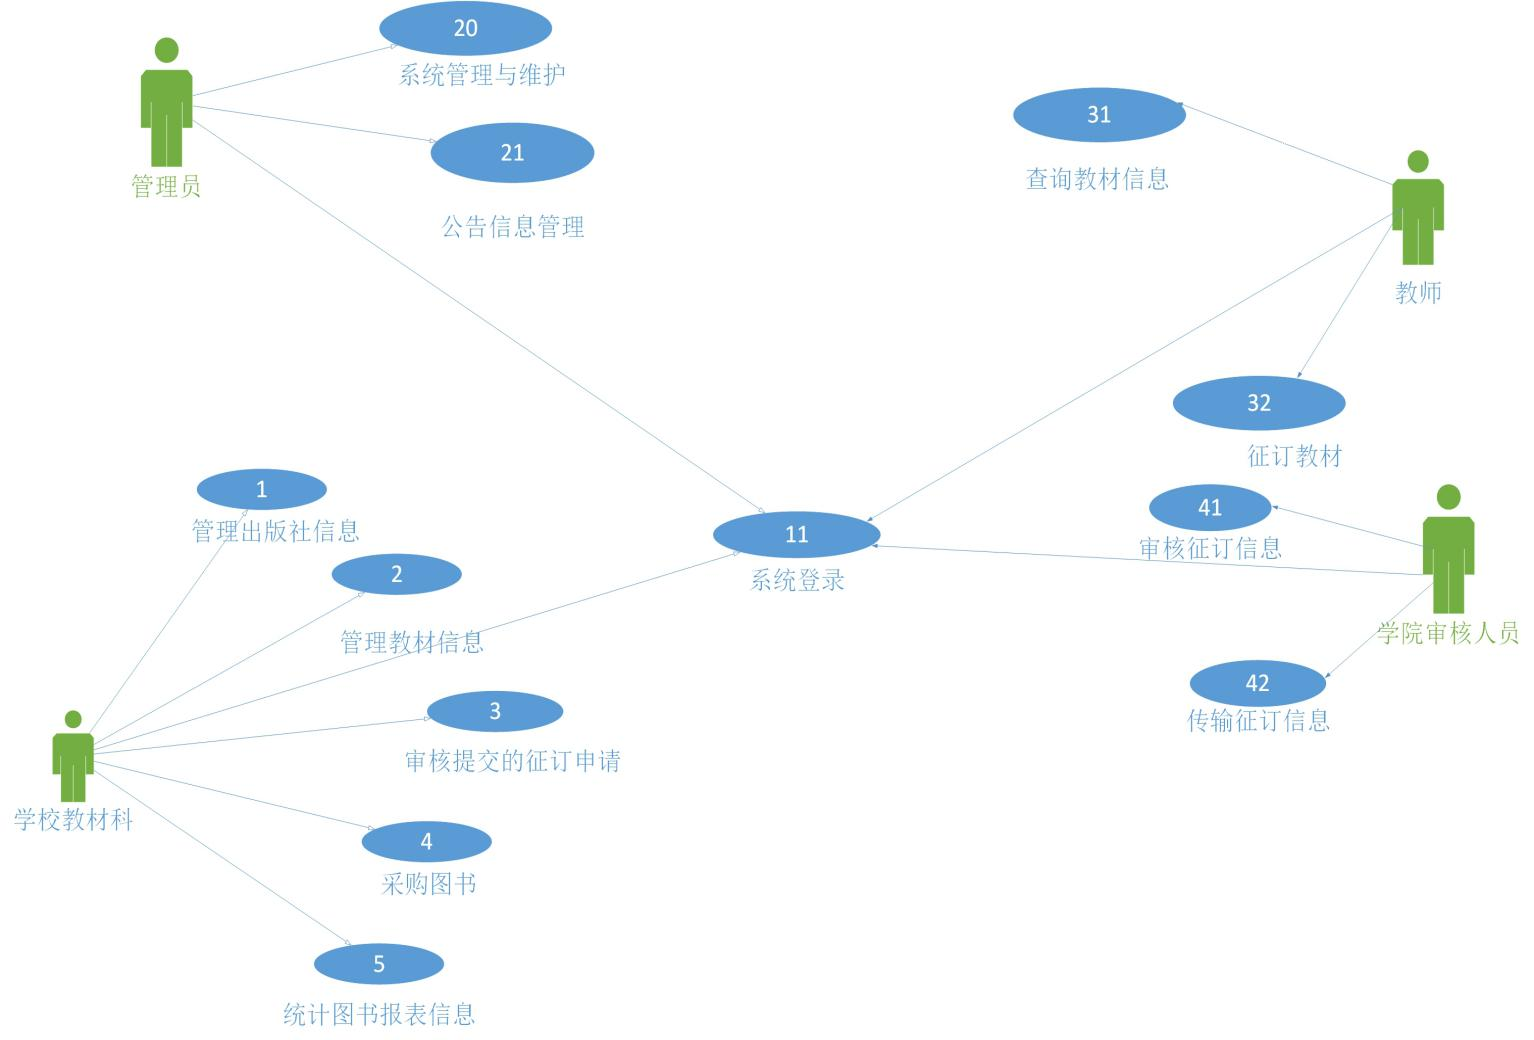 20
系统管理与维护
管理员
21
公告信息管理
31
查询教材信息
教师
32
征订教材
1
管理出版社信息
11
系统登录
41
审核征订信息
学院审核人员
2
管理教材信息
42
传输征订信息
3
审核提交的征订申请
学校教材科
4
采购图书
5
统计图书报表信息